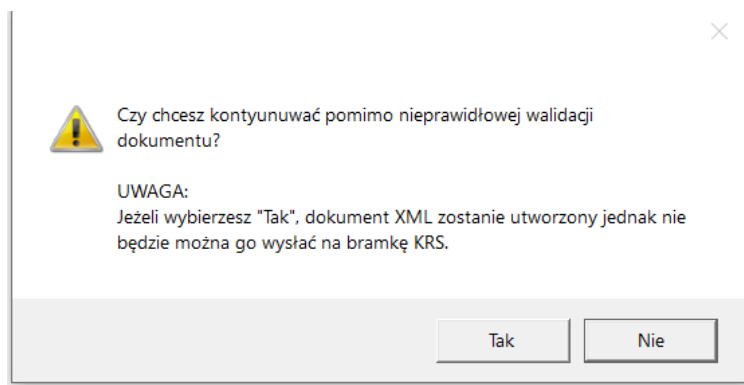 Czy chcesz kontyunuwać pomimo nieprawidłowej walidacji
dokumentu?
UWAGA:
Jeżeli wybierzesz "Tak", dokument XML zostanie utworzony jednak nie
będzie można go wysłać na bramkę KRS.
Tak
Nie